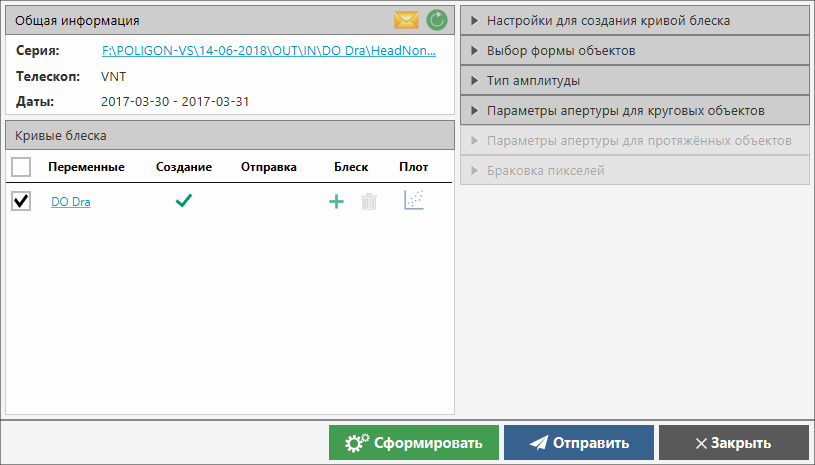 Общая информация
Серия: F:\POLIGON-VS\14-06-2018\OUT\IN\DO Dra\HeadNon...
Телескоп: VNT
Даты: 2017-03-30 - 2017-03-31
Кривые блеска
Переменные Создание Отправка Блеск Плот
DO Dra
Настройки для создания кривой блеска
Выбор формы объектов
Тип амплитуды
Параметры апертуры для круговых объектов
Параметры апертуры для протяжённых объектов
Браковка пикселей
Сформировать Отправить Закрыть